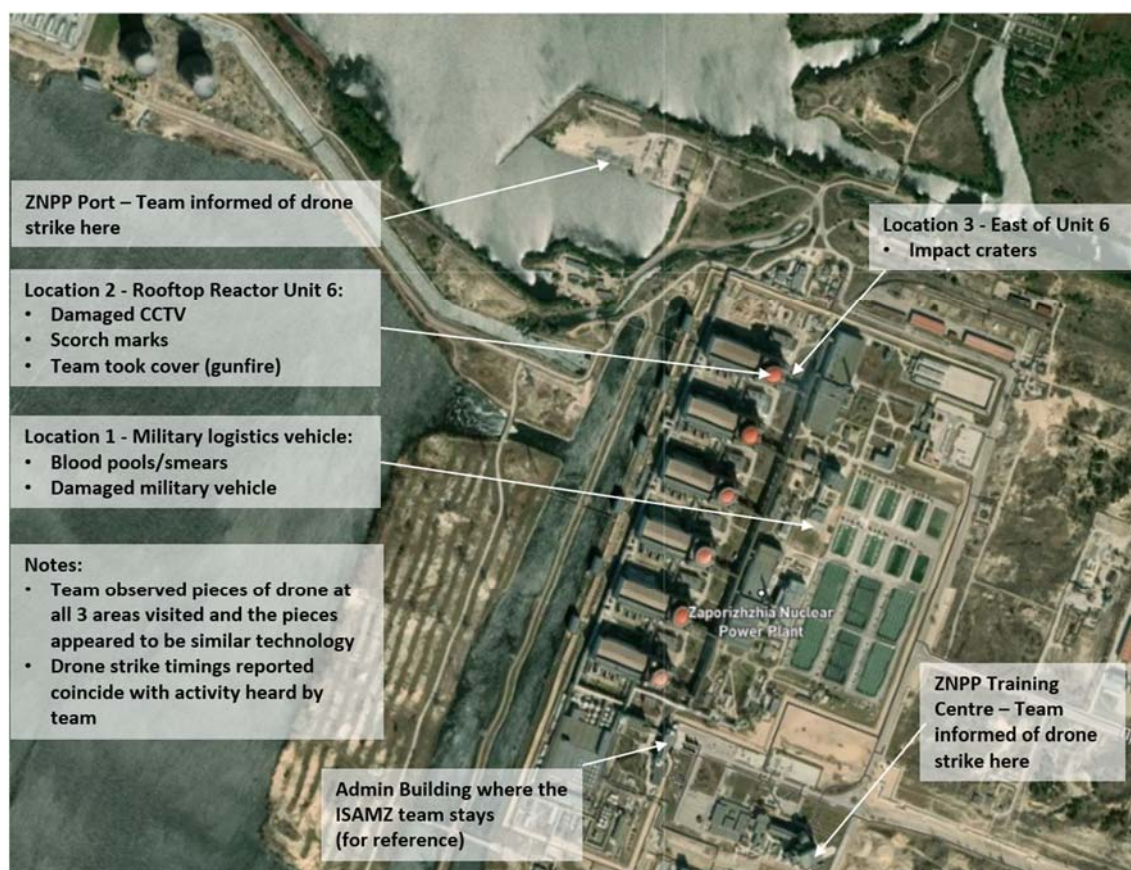 ZNPP Port – Team informed of drone
strike here
Location 3 - East of Unit 6
• Impact craters
Location 2 - Rooftop Reactor Unit 6:
• Damaged CCTV
• Scorch marks
• Team took cover (gunfire)
Location 1 - Military logistics vehicle:
• Blood pools/smears
• Damaged military vehicle
Notes:
• Team observed pieces of drone at
all 3 areas visited and the pieces
appeared to be similar technology
• Drone strike timings reported
coincide with activity heard by
team
Zaporizhzhia Nuclear
Power Plant
ZNPP Training
Centre – Team
informed of drone
strike here
Admin Building where the
ISAMZ team stays
(for reference)